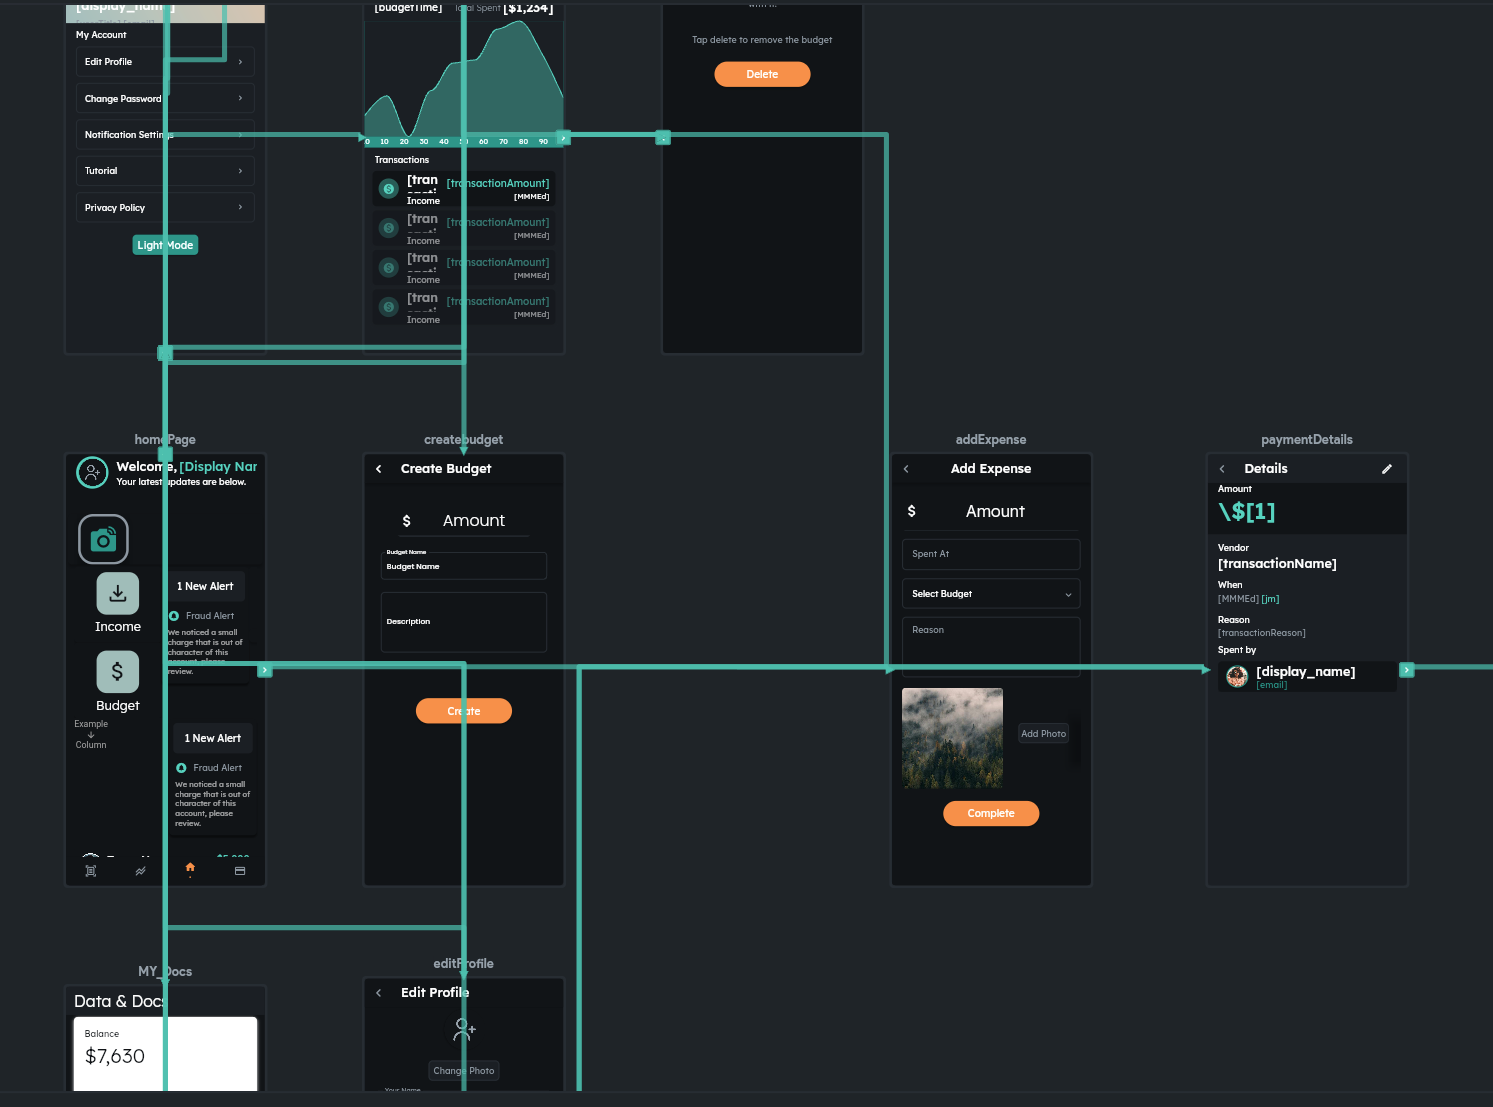 [display_name]
My Account
Edit Profile
Change Password
Notification Settings
Tutorial
Privacy Policy
Light Mode
[budgetTime]
Total Spent
[$1,234]
0 10 20 30 40 50 60 70 80 90
Transactions
[tran
[transactionAmount]
Income
[MMMEd]
[tran
[transactionAmount]
Income
[MMMEd]
[tran
[transactionAmount]
Income
[MMMEd]
[tran
[transactionAmount]
Income
[MMMEd]
Tap delete to remove the budget
Delete
homePage
Welcome, [Display Nar
Your latest updates are below.
1 New Alert
Fraud Alert
We noticed a small
charge that is out of
character of this
account, please
review.
Income
Budget
Example
Column
1 New Alert
Fraud Alert
We noticed a small
charge that is out of
character of this
account, please
review.
createbudget
Create Budget
$ Amount
Budget Name
Budget Name
Description
Create
addExpense
Add Expense
$ Amount
Spent At
Select Budget
Reason
Add Photo
Complete
paymentDetails
Details
Amount
\$[1]
Vendor
[transactionName]
When
[MMMEd] [jm]
Reason
[transactionReason]
Spent by
[display_name]
[email]
MY_Docs
Data & Docs
Balance
$7,630
editProfile
Edit Profile
Change Photo
Your Name